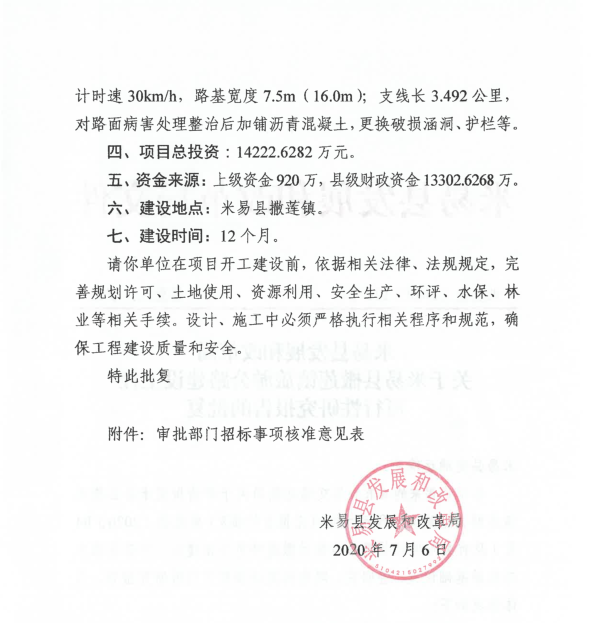 计时速 30km/h，路基宽度 7.5m（16.0m）；支线长 3.492 公里，
对路面病害处理整治后加铺沥青混凝土，更换破损涵洞、护栏等。
四、项目总投资：14222.6282 万元。
五、资金来源：上级资金 920 万，县级财政资金 13302.6268 万。
六、建设地点：米易县撒莲镇。
七、建设时间：12 个月。
请你单位在项目开工建设前，依据相关法律、法规规定，完
善规划许可、土地使用、资源利用、安全生产、环评、水保、林
业等相关手续。设计、施工中必须严格执行相关程序和规范，确
保工程建设质量和安全。
特此批复
附件：审批部门招标事项核准意见表
米易县发展和改革局
2020 年 7 月 6 日
米易县发展和改革局